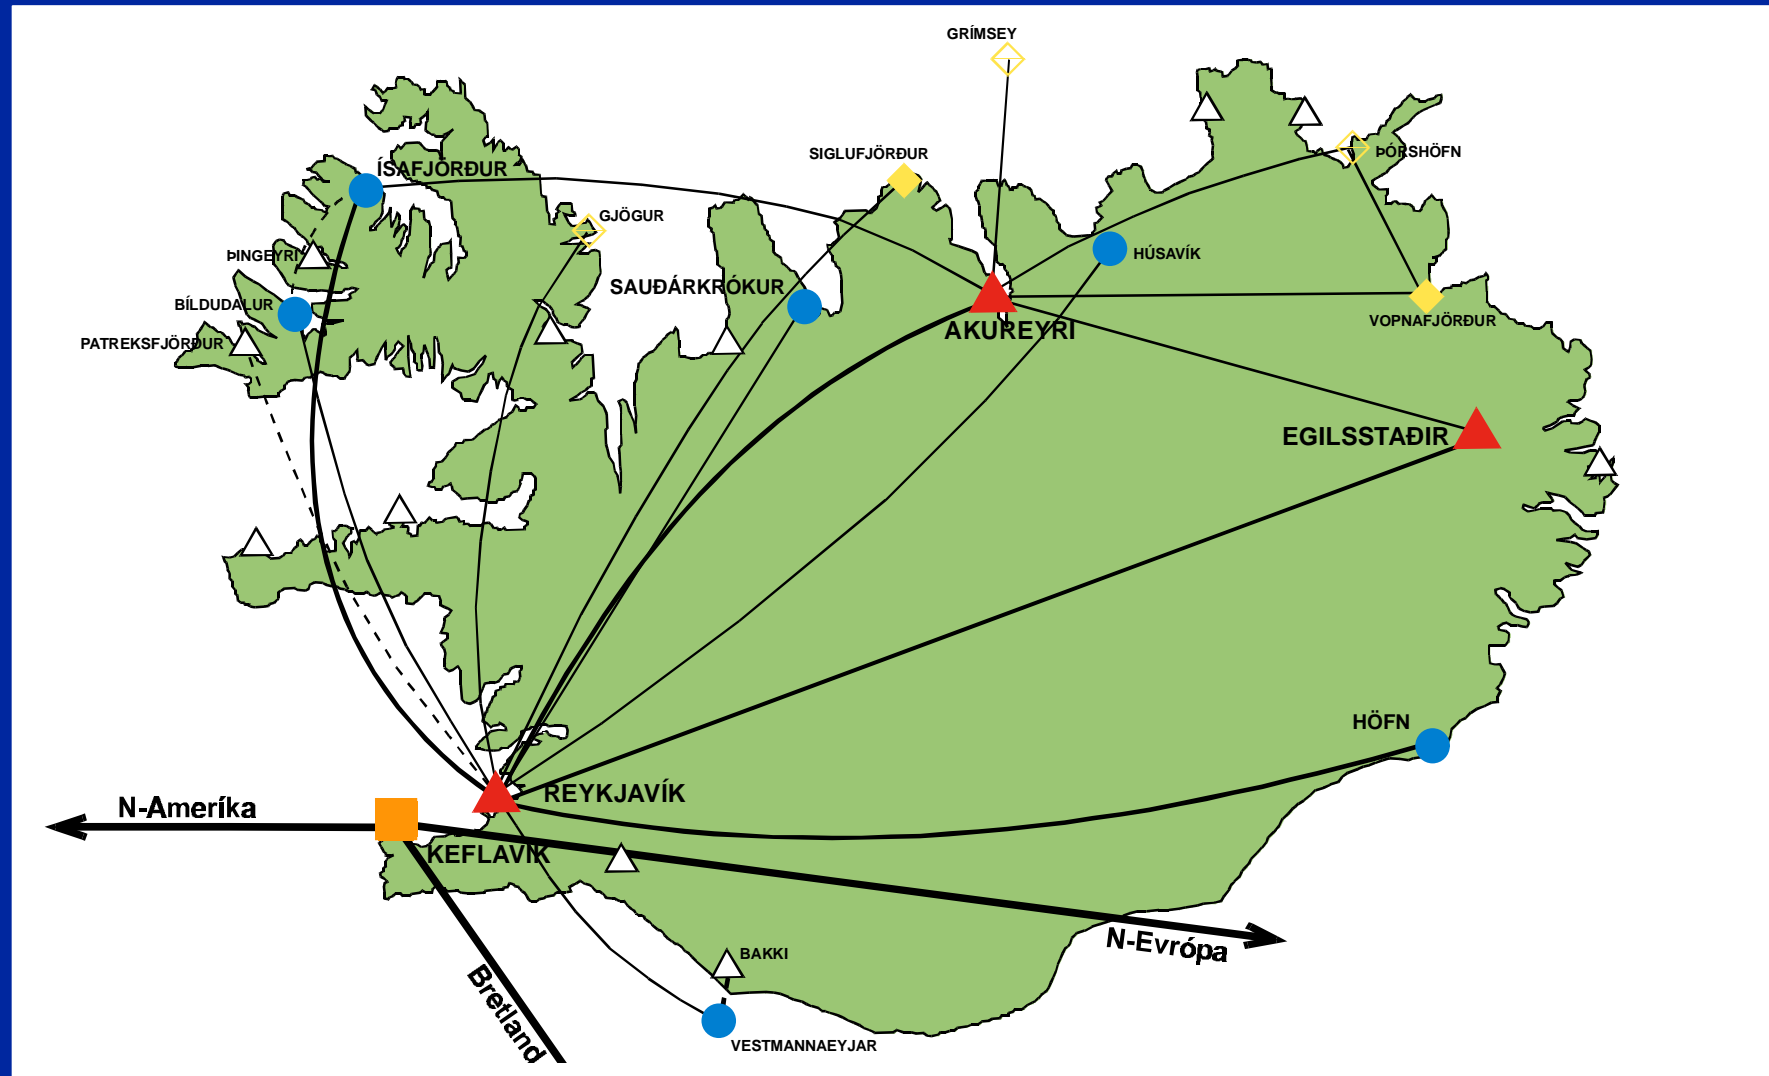 GRÍMSEY
SIGLUFJÖRÐUR
ÞÓRSHÖFN
ÍSAFJÖRÐUR
GJÖGUR
HÚSAVÍK
ÞINGEYRI
SAUÐÁRKRÓKUR
BÍLDUDALUR
VOPNAFJÖRÐUR
AKUREYRI
PATREKSFJÖRÐUR
EGILSSTAÐIR
HÖFN
REYKJAVÍK
N-Ameríka
KEFLAVÍK
N-Evrópa
BAKKI
Bretland
VESTMANNAEYJAR